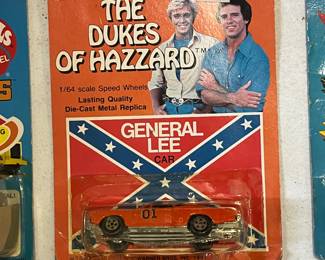 THE
DUKES
OF HAZZARD
TM
1/64 scale Speed Wheels
Lasting Quality
Die-Cast Metal Replica
GENERAL
LEE
CAR
01